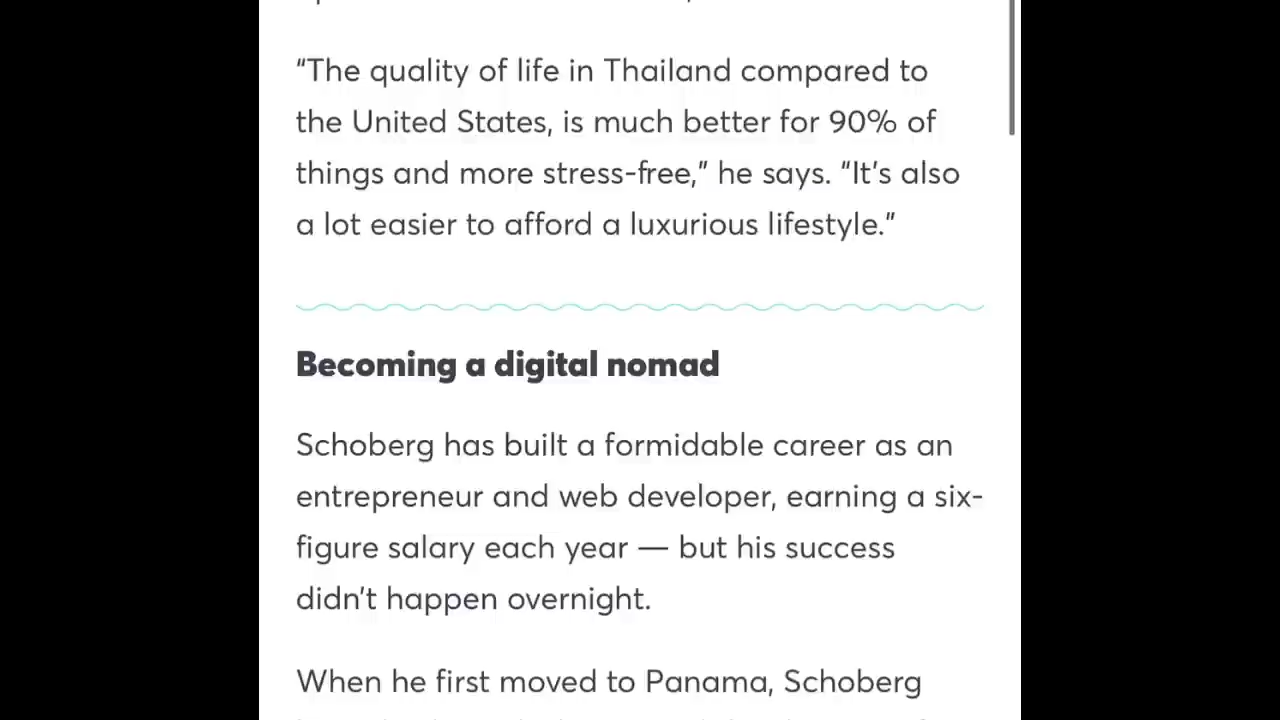 “The quality of life in Thailand compared to
the United States, is much better for 90% of
things and more stress-free,” he says. “It’s also
a lot easier to afford a luxurious lifestyle.”
Becoming a digital nomad
Schoberg has built a formidable career as an
entrepreneur and web developer, earning a six-
figure salary each year — but his success
didn’t happen overnight.
When he first moved to Panama, Schoberg